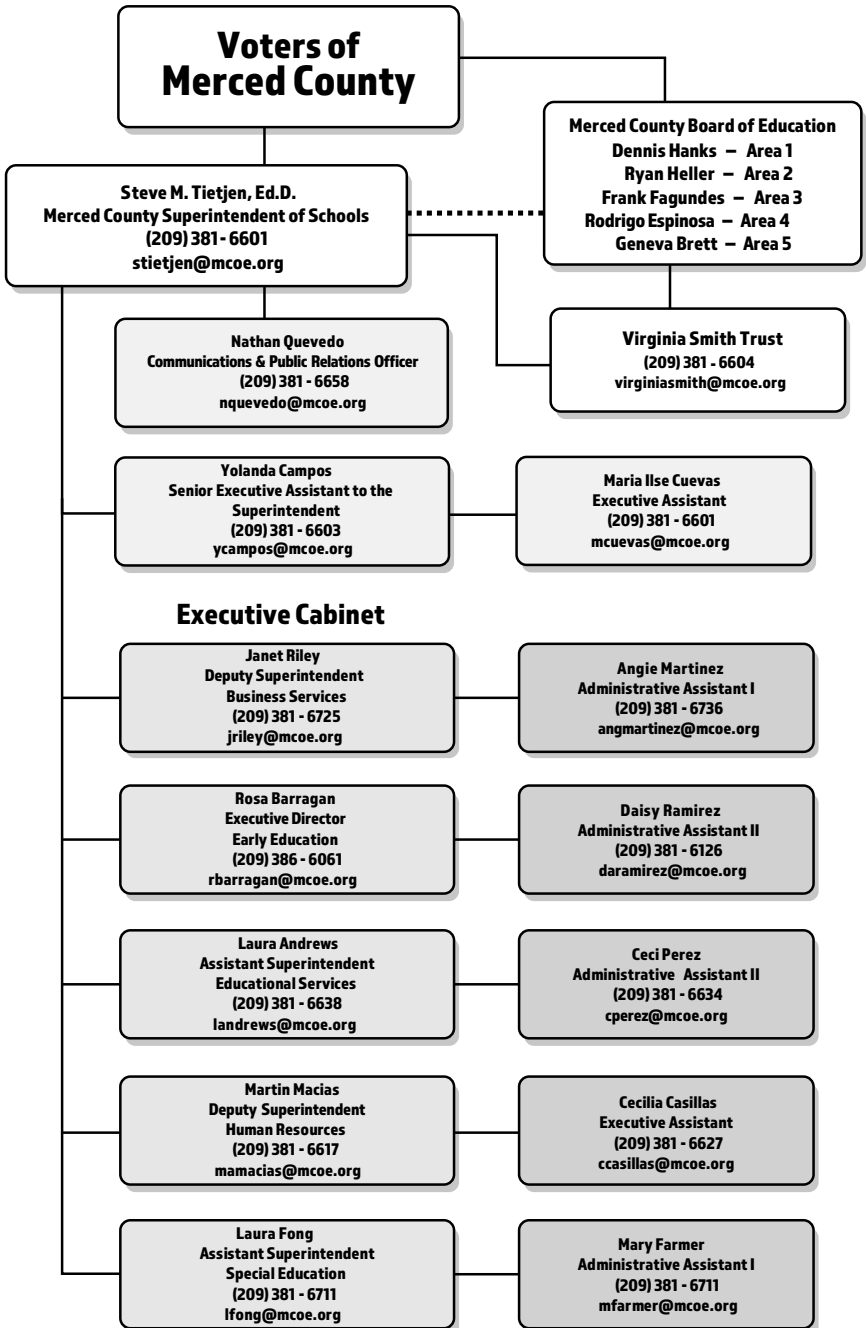 Voters of
Merced County
Merced County Board of Education
Dennis Hanks – Area 1
Ryan Heller – Area 2
Frank Fagundes – Area 3
Rodrigo Espinosa – Area 4
Geneva Brett – Area 5
Steve M. Tietjen, Ed.D.
Merced County Superintendent of Schools
(209) 381- 6601
stietjen@mcoe.org
Nathan Quevedo
Communications & Public Relations Officer
(209) 381 - 6658
nquevedo@mcoe.org
Virginia Smith Trust
(209) 381 - 6604
virginiasmith@mcoe.org
Yolanda Campos
Senior Executive Assistant to the
Superintendent
(209) 381 - 6603
ycampos@mcoe.org
Maria Ilse Cuevas
Executive Assistant
(209) 381 - 6601
mcuevas@mcoe.org
Executive Cabinet
Janet Riley
Deputy Superintendent
Business Services
(209) 381 - 6725
jriley@mcoe.org
Angie Martinez
Administrative Assistant I
(209) 381 - 6736
angmartinez@mcoe.org
Rosa Barragan
Executive Director
Early Education
(209) 386 - 6061
rbarragan@mcoe.org
Daisy Ramirez
Administrative Assistant II
(209) 381 - 6126
daramirez@mcoe.org
Laura Andrews
Assistant Superintendent
Educational Services
(209) 381 - 6638
landrews@mcoe.org
Ceci Perez
Administrative Assistant II
(209) 381 - 6634
cperez@mcoe.org
Martin Macias
Deputy Superintendent
Human Resources
(209) 381 - 6617
mamacias@mcoe.org
Cecilia Casillas
Executive Assistant
(209) 381 - 6627
ccasillas@mcoe.org
Laura Fong
Assistant Superintendent
Special Education
(209) 381 - 6711
lfong@mcoe.org
Mary Farmer
Administrative Assistant I
(209) 381 - 6711
mfarmer@mcoe.org